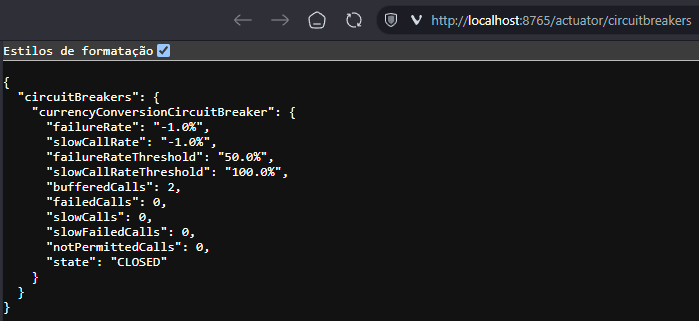 http://localhost:8765/actuator/circuitbreakers
Estilos de formatação
{
  "circuitBreakers": {
    "currencyConversionCircuitBreaker": {
      "failureRate": "-1.0%",
      "slowCallRate": "-1.0%",
      "failureRateThreshold": "50.0%",
      "slowCallRateThreshold": "100.0%",
      "bufferedCalls": 2,
      "failedCalls": 0,
      "slowCalls": 0,
      "slowFailedCalls": 0,
      "notPermittedCalls": 0,
      "state": "CLOSED"
    }
  }
}